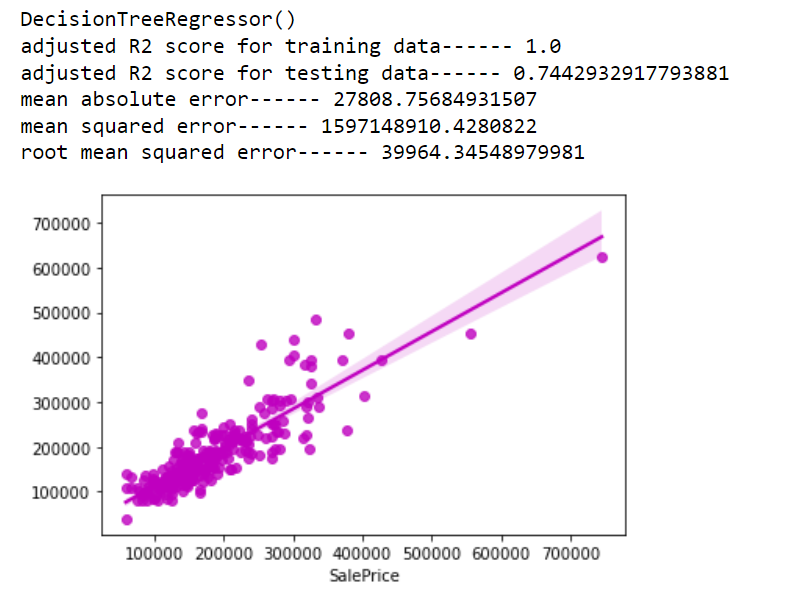 DecisionTreeRegressor()
adjusted R2 score for training data------ 1.0
adjusted R2 score for testing data------ 0.7442932917793881
mean absolute error------ 27808.75684931507
mean squared error------ 1597148910.4280822
root mean squared error------ 39964.34548979981
700000
600000
500000
400000
300000
200000
100000
100000 200000 300000 400000 500000 600000 700000
SalePrice